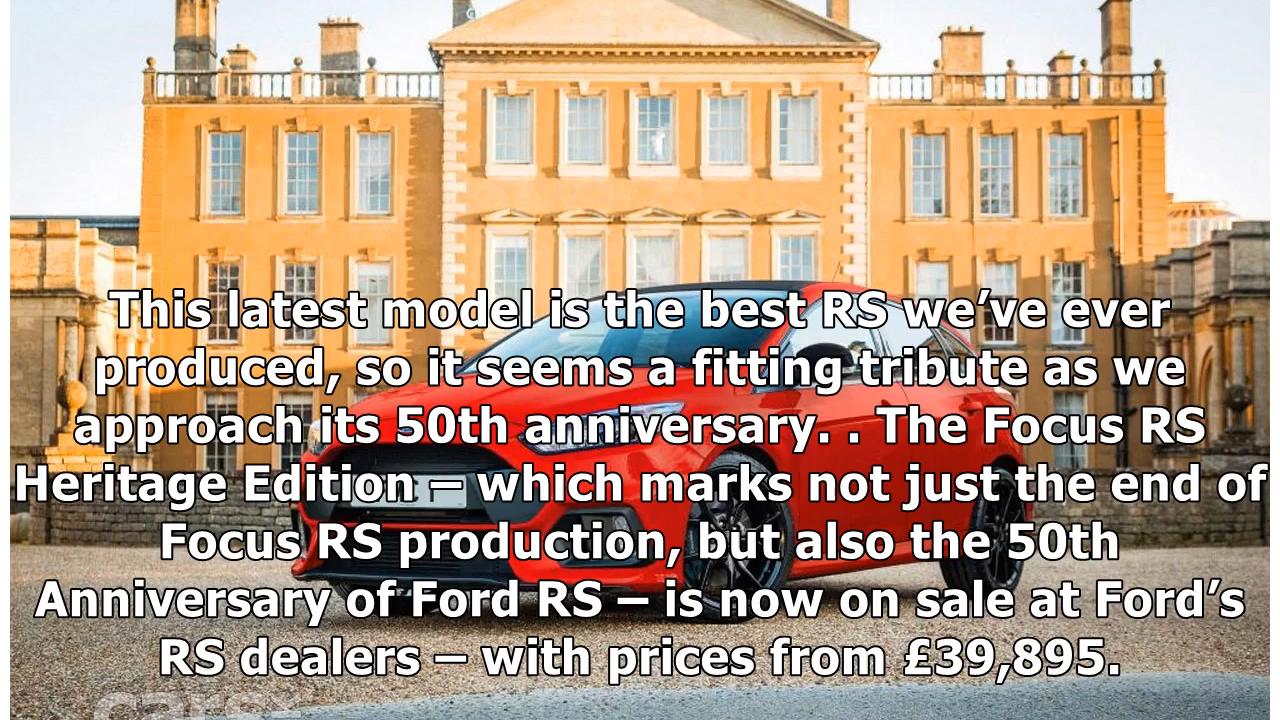 This latest model is the best RS we’ve ever
produced, so it seems a fitting tribute as we
approach its 50th anniversary. . The Focus RS
Heritage Edition – which marks not just the end of
Focus RS production, but also the 50th
Anniversary of Ford RS – is now on sale at Ford’s
RS dealers – with prices from £39,895.
cars